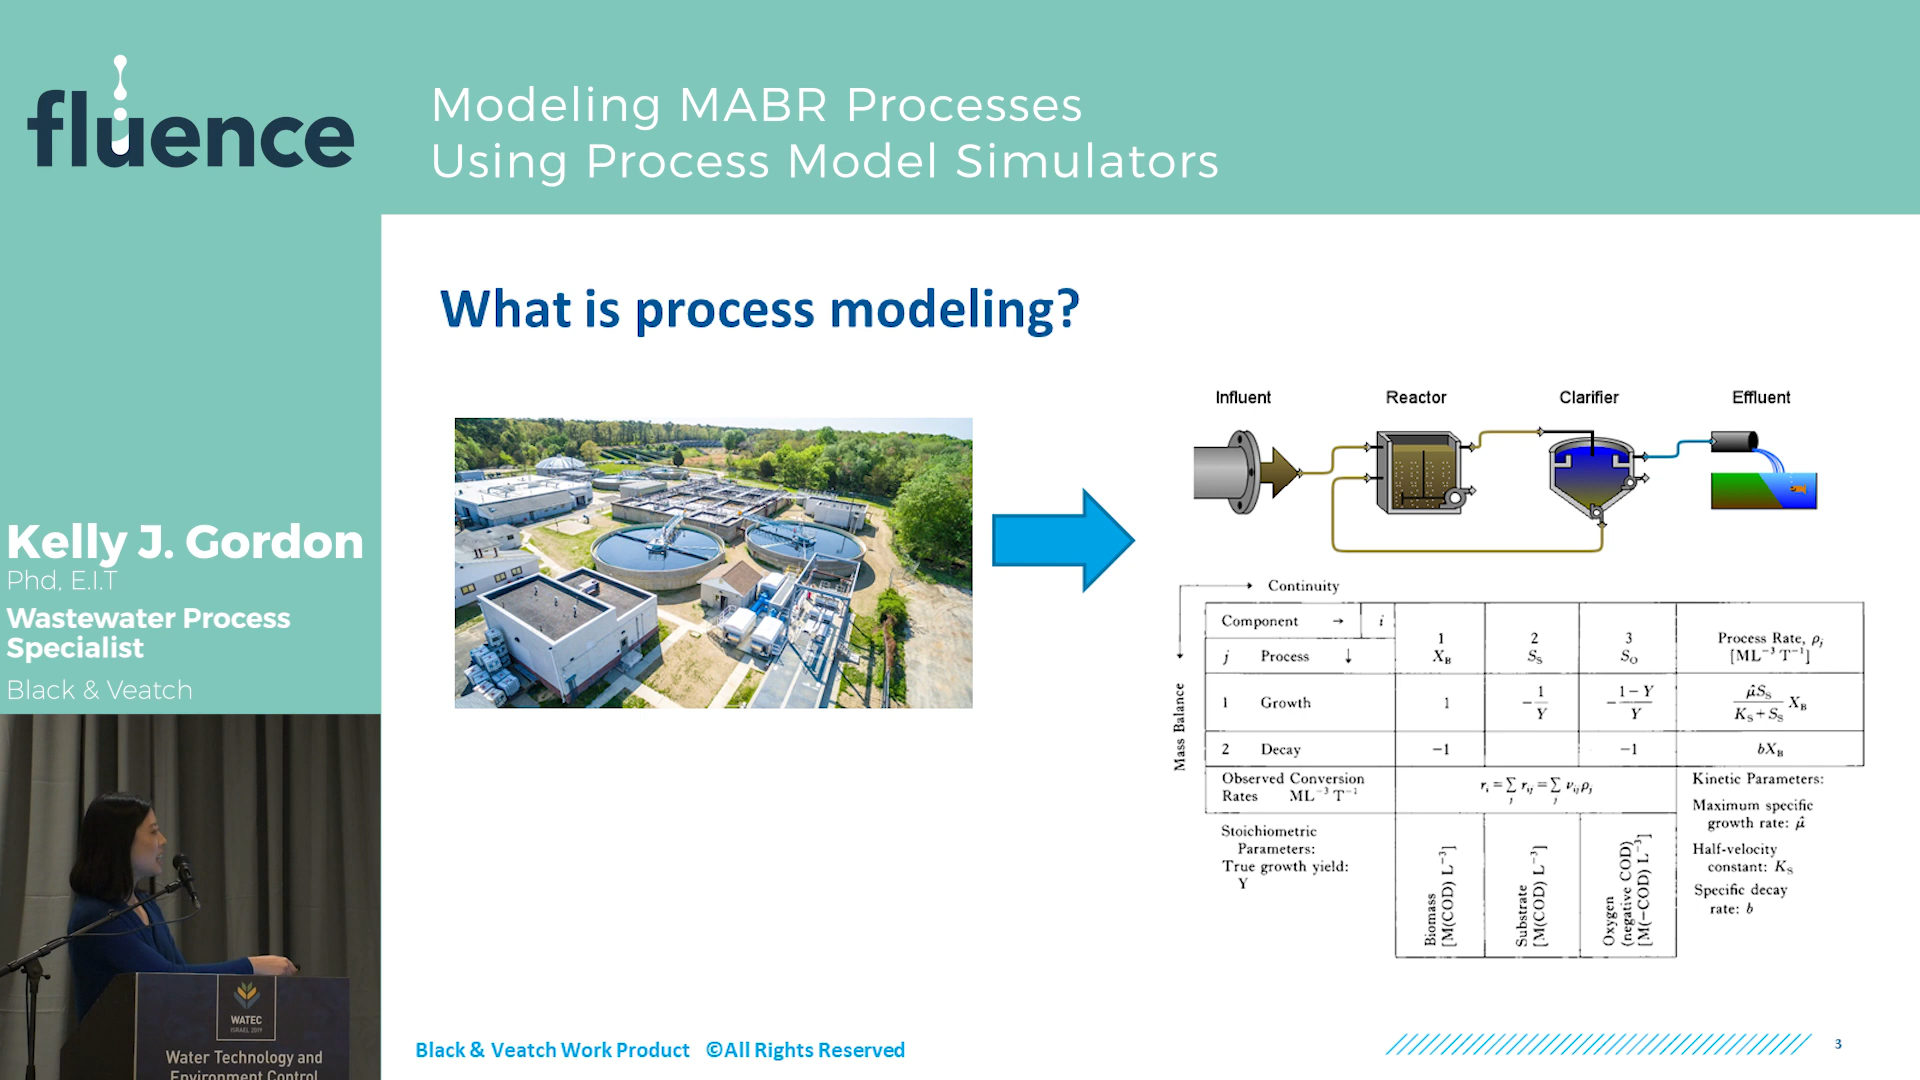 fluence
Modeling MABR Processes
Using Process Model Simulators
Kelly J. Gordon
Phd, E.I.T
Wastewater Process
Specialist
Black & Veatch
WATEC
ISRAEL 2019
Water Technology and
Environment Control
What is process modeling?
Influent Reactor Clarifier Effluent
→ Continuity
Mass Balance
Component → i
j Process ↓
1 X_B
2 S_S
3 S_O
Process Rate, ρ_j
[ML⁻³ T⁻¹]
1 Growth 1 −1/Y −(1−Y)/Y μ̂S_S/(K_S+S_S) X_B
2 Decay −1 −1 bX_B
Observed Conversion
Rates ML⁻³ T⁻¹
r_i = Σ_j r_ij = Σ_j ν_ij ρ_j
Stoichiometric
Parameters:
True growth yield:
Y
Biomass
[M(COD) L⁻³]
Substrate
[M(COD) L⁻³]
Oxygen
(negative COD)
[M(−COD) L⁻³]
Kinetic Parameters:
Maximum specific
growth rate: μ̂
Half-velocity
constant: K_S
Specific decay
rate: b
Black & Veatch Work Product ©All Rights Reserved
3